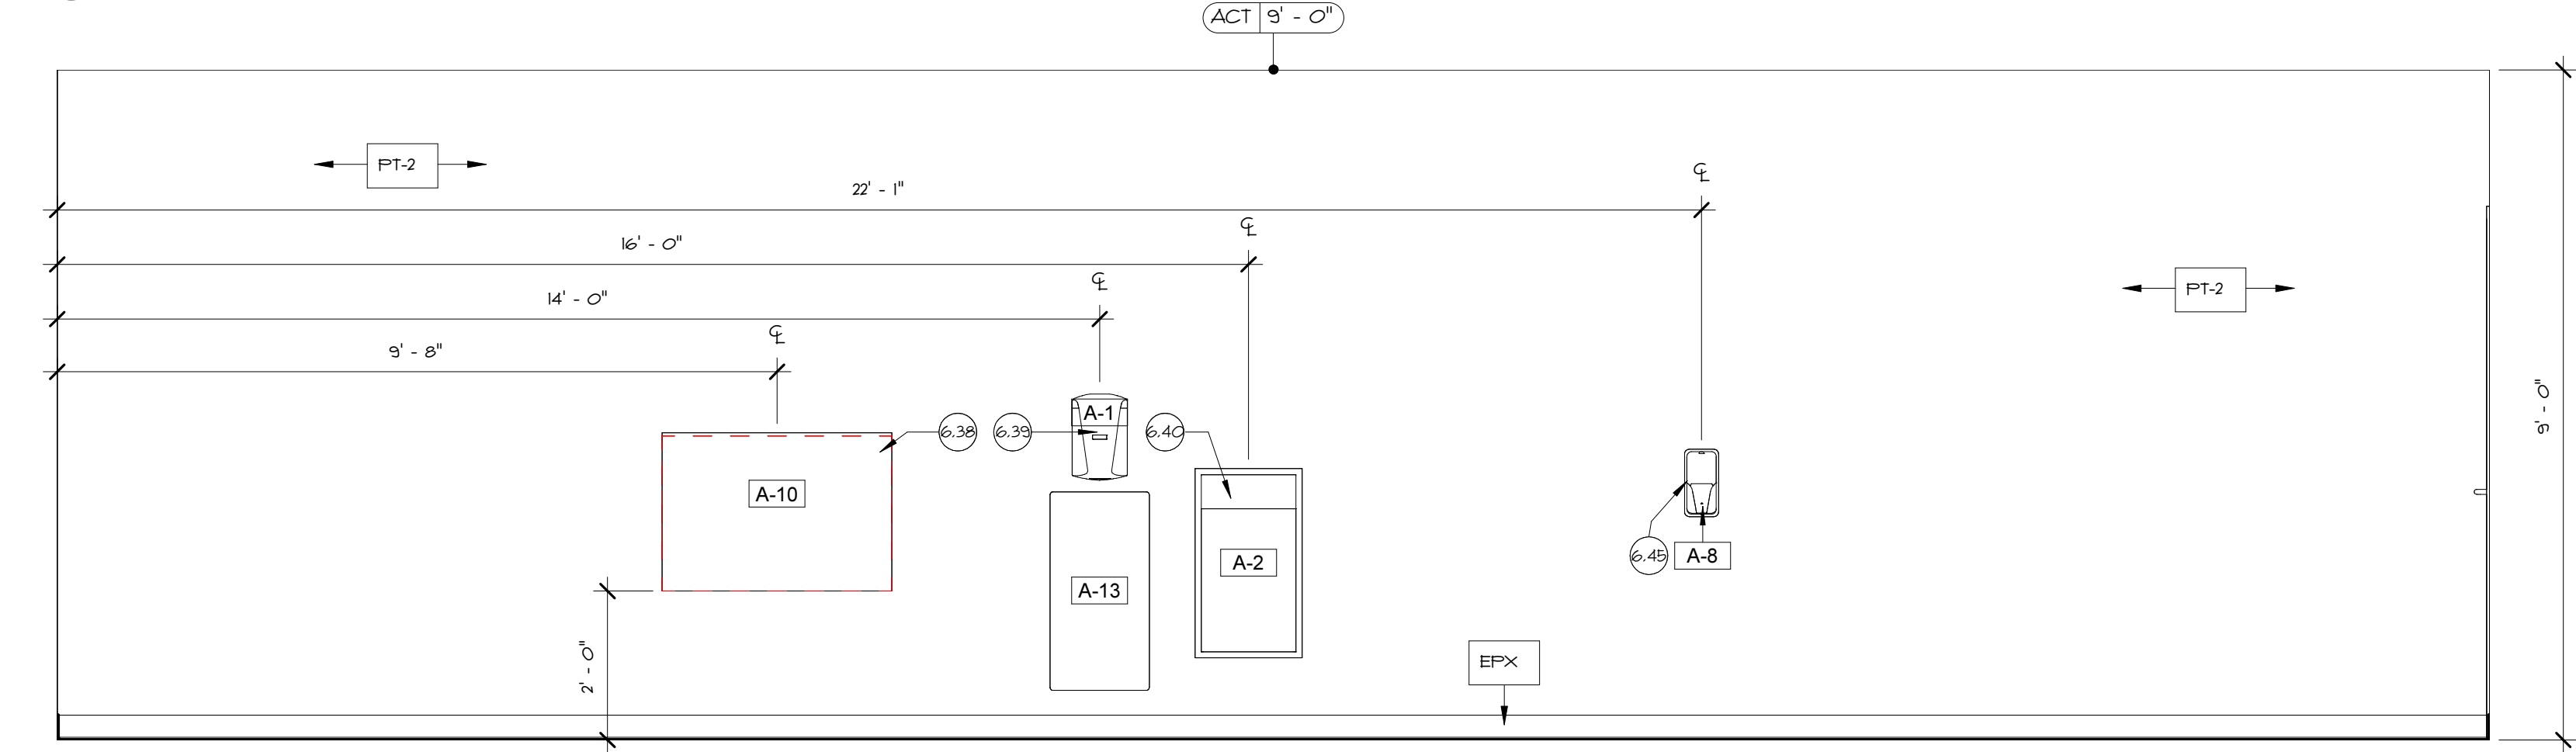 ACT 9' - 0"
PT-2
22' - 1"
℄
16' - 0"
℄
14' - 0"
℄
PT-2
9' - 8"
℄
A-1
6.38
6.39
6.40
9' - 0"
A-10
A-2
6.45
A-8
A-13
2' - 0"
EPX